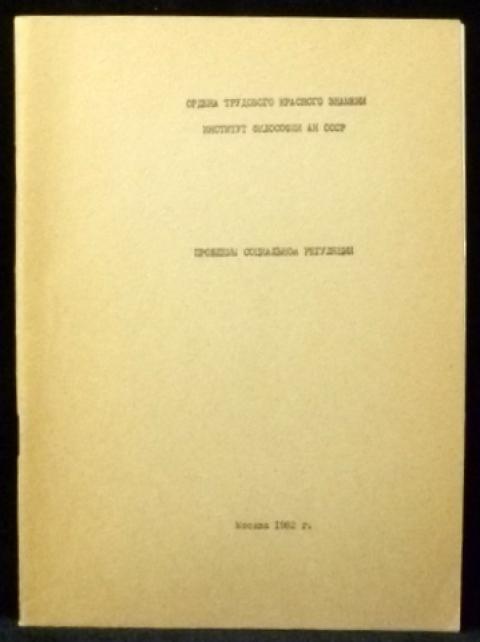 ОРДЕНА ТРУДОВОГО КРАСНОГО ЗНАМЕНИ
ИНСТИТУТ ФИЛОСОФИИ АН СССР
ПРОБЛЕМЫ СОЦИАЛЬНОЙ РЕГУЛЯЦИИ
Москва 1982 г.